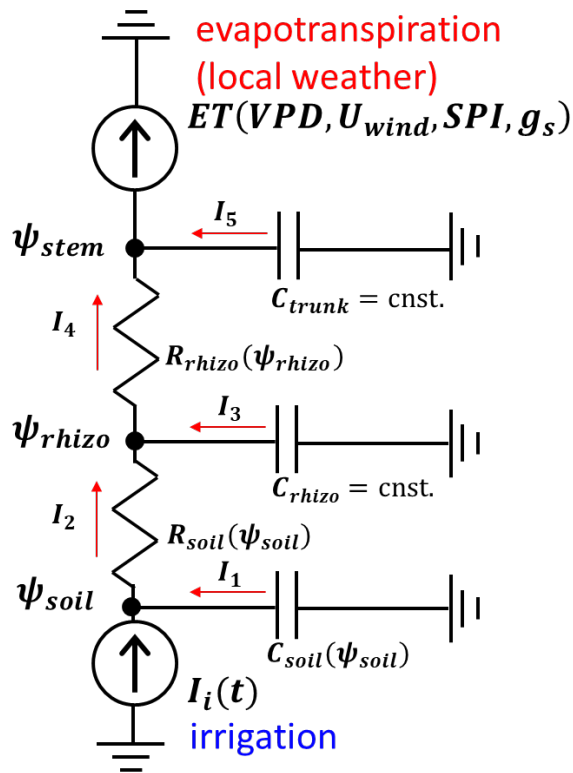 evapotranspiration
(local weather)
ET(VPD, U_wind, SPI, g_s)
I_5
ψ_stem
C_trunk = cnst.
I_4
R_rhizo(ψ_rhizo)
I_3
ψ_rhizo
C_rhizo = cnst.
I_2
R_soil(ψ_soil)
I_1
ψ_soil
C_soil(ψ_soil)
I_i(t)
irrigation